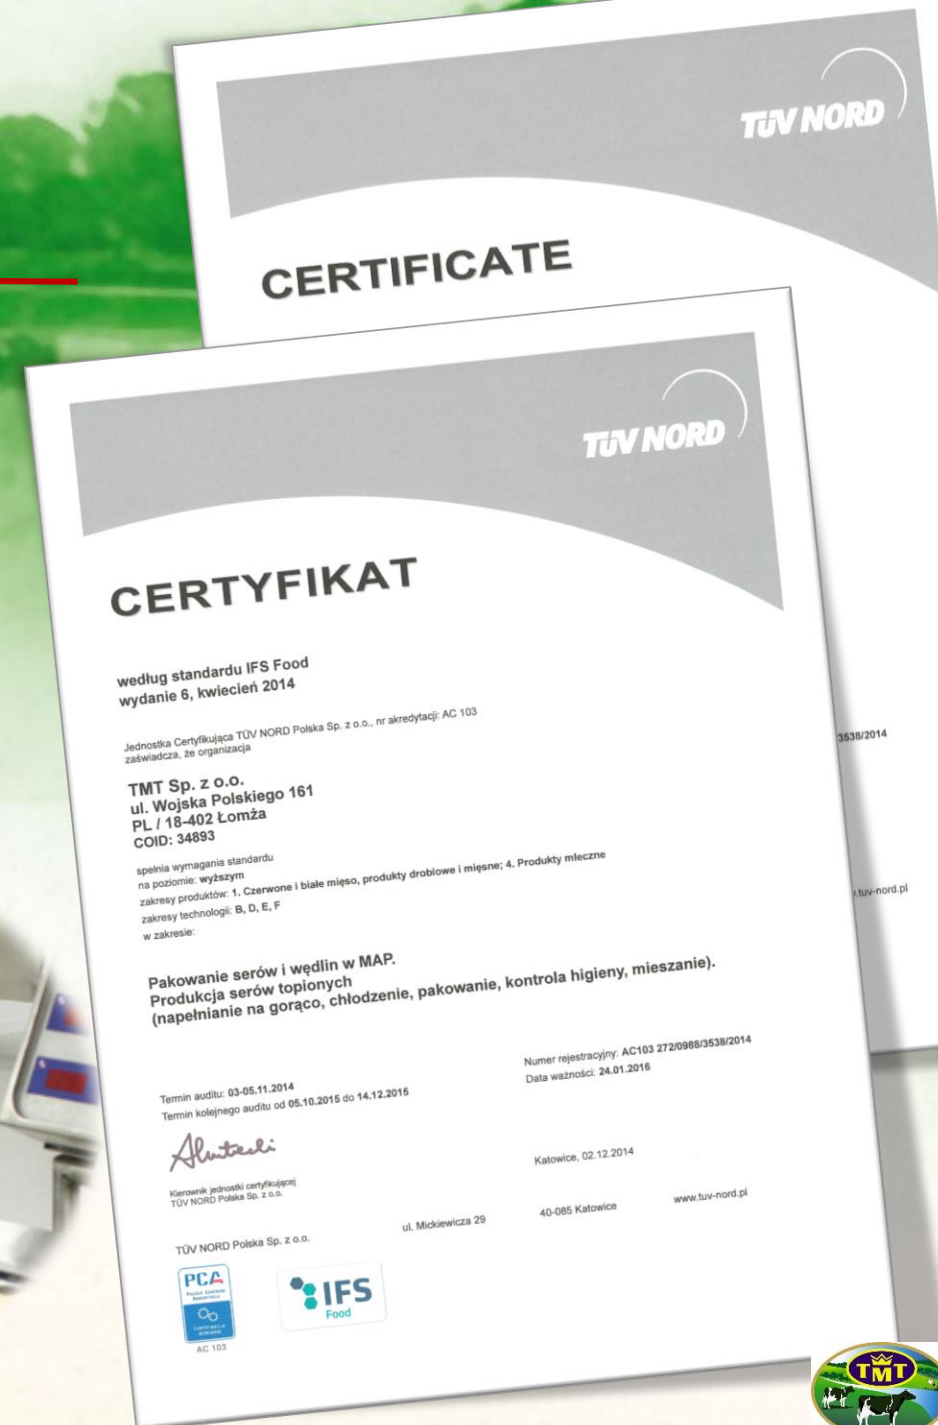 TÜV NORD
CERTIFICATE
3538/2014
.tuv-nord.pl
TÜV NORD
CERTYFIKAT
według standardu IFS Food
wydanie 6, kwiecień 2014
Jednostka Certyfikująca TÜV NORD Polska Sp. z o.o., nr akredytacji: AC 103
zaświadcza, że organizacja
TMT Sp. z o.o.
ul. Wojska Polskiego 161
PL / 18-402 Łomża
COID: 34893
spełnia wymagania standardu
na poziomie: wyższym
zakresy produktów: 1. Czerwone i białe mięso, produkty drobiowe i mięsne; 4. Produkty mleczne
zakresy technologii: B, D, E, F
w zakresie:
Pakowanie serów i wędlin w MAP.
Produkcja serów topionych
(napełnianie na gorąco, chłodzenie, pakowanie, kontrola higieny, mieszanie).
Termin auditu: 03-05.11.2014
Termin kolejnego auditu od 05.10.2015 do 14.12.2015
Numer rejestracyjny: AC103 272/0988/3538/2014
Data ważności: 24.01.2016
Kierownik jednostki certyfikującej
TÜV NORD Polska Sp. z o.o.
Katowice, 02.12.2014
TÜV NORD Polska Sp. z o.o.
ul. Mickiewicza 29
40-085 Katowice
www.tuv-nord.pl
PCA
POLSKIE CENTRUM
AKREDYTACJI
CERTYFIKACJA
WYROBÓW
AC 103
IFS
Food
TMT